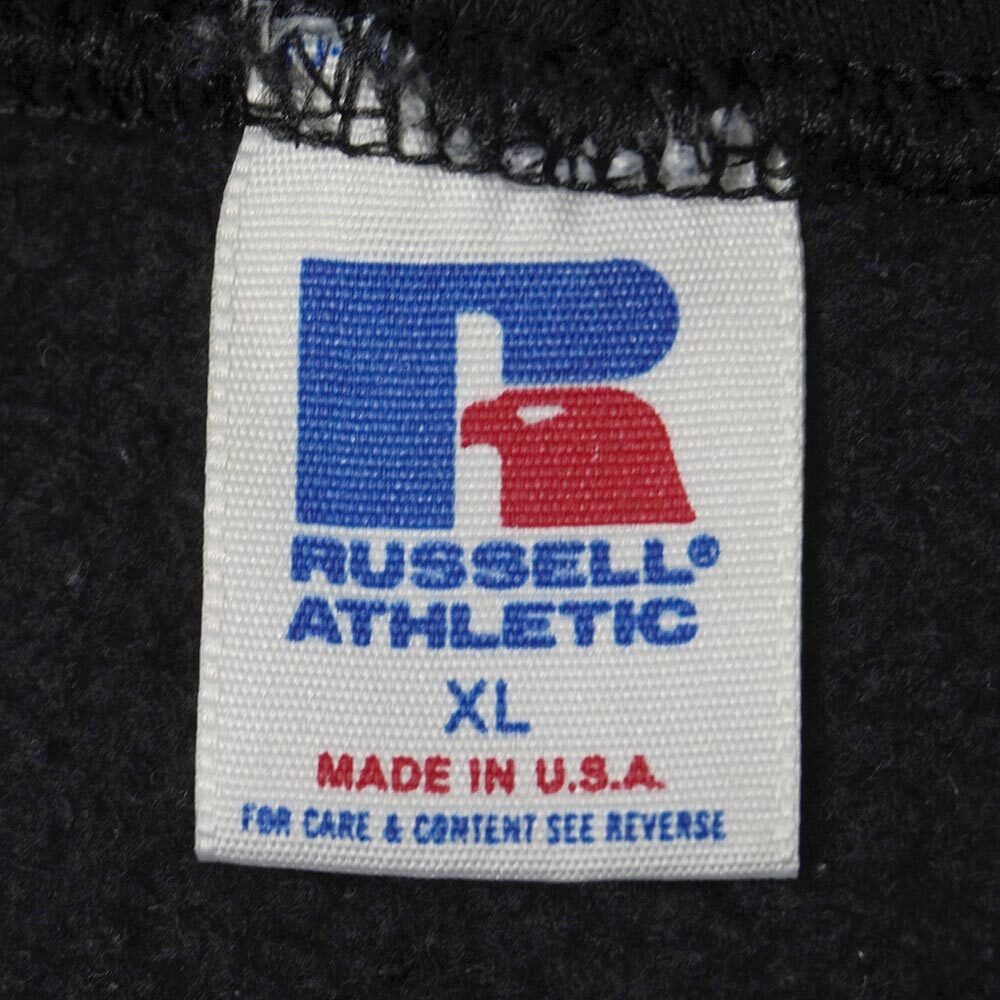 R
RUSSELL®
ATHLETIC
XL
MADE IN U.S.A.
FOR CARE & CONTENT SEE REVERSE